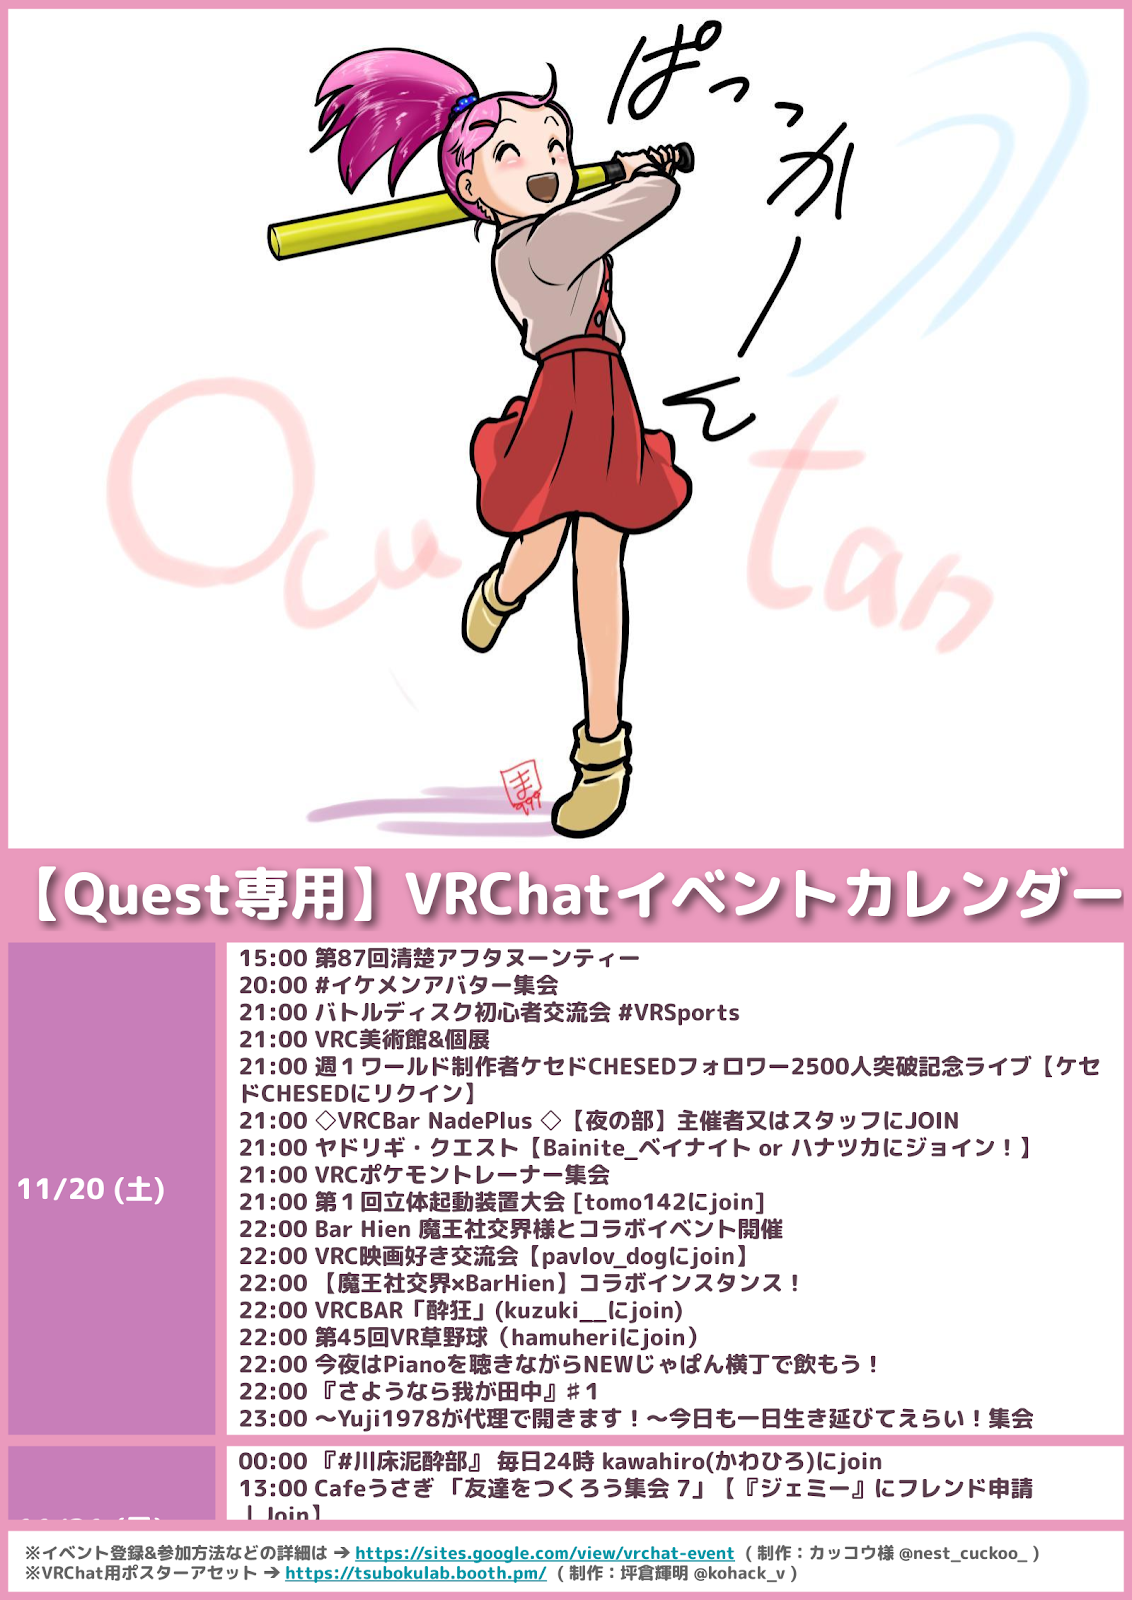 ぱっっかーん
Ocu tan
ま
999
【Quest専用】VRChatイベントカレンダー
11/20 (土)
15:00 第87回清楚アフタヌーンティー
20:00 #イケメンアバター集会
21:00 バトルディスク初心者交流会 #VRSports
21:00 VRC美術館&個展
21:00 週１ワールド制作者ケセドCHESEDフォロワー2500人突破記念ライブ【ケセ
ドCHESEDにリクイン】
21:00 ◇VRCBar NadePlus ◇【夜の部】主催者又はスタッフにJOIN
21:00 ヤドリギ・クエスト【Bainite_ベイナイト or ハナツカにジョイン！】
21:00 VRCポケモントレーナー集会
21:00 第１回立体起動装置大会 [tomo142にjoin]
22:00 Bar Hien 魔王社交界様とコラボイベント開催
22:00 VRC映画好き交流会【pavlov_dogにjoin】
22:00 【魔王社交界×BarHien】コラボインスタンス！
22:00 VRCBAR「酔狂」(kuzuki__にjoin)
22:00 第45回VR草野球（hamuheriにjoin）
22:00 今夜はPianoを聴きながらNEWじゃぱん横丁で飲もう！
22:00 『さようなら我が田中』♯1
23:00 〜Yuji1978が代理で開きます！〜今日も一日生き延びてえらい！集会
00:00 『#川床泥酔部』 毎日24時 kawahiro(かわひろ)にjoin
13:00 Cafeうさぎ 「友達をつくろう集会 7」【『ジェミー』にフレンド申請
Join】
※イベント登録&参加方法などの詳細は ➔ https://sites.google.com/view/vrchat-event （ 制作：カッコウ様 @nest_cuckoo_ ）
※VRChat用ポスターアセット ➔ https://tsubokulab.booth.pm/ （ 制作：坪倉輝明 @kohack_v ）